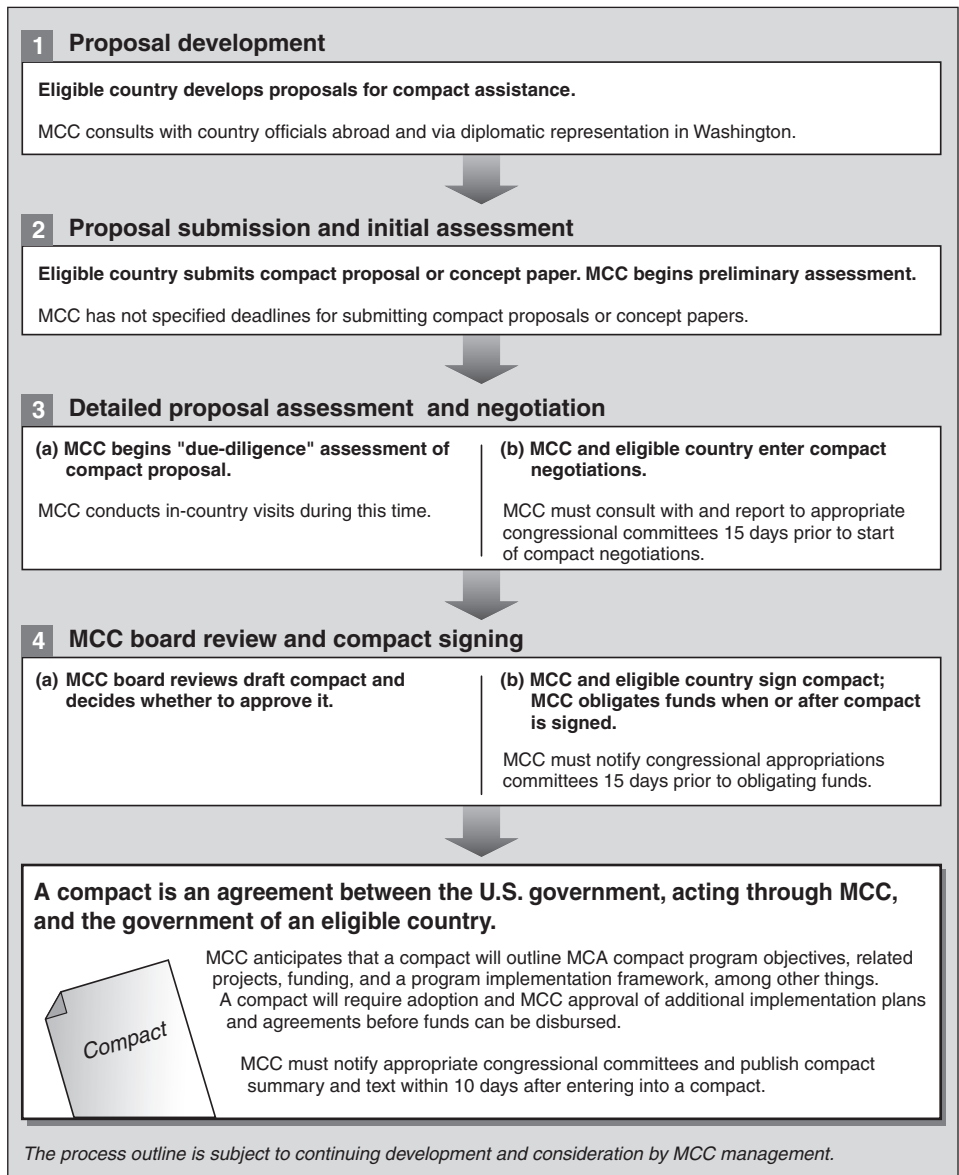 1 Proposal development
Eligible country develops proposals for compact assistance.
MCC consults with country officials abroad and via diplomatic representation in Washington.
2 Proposal submission and initial assessment
Eligible country submits compact proposal or concept paper. MCC begins preliminary assessment.
MCC has not specified deadlines for submitting compact proposals or concept papers.
3 Detailed proposal assessment and negotiation
(a) MCC begins "due-diligence" assessment of
compact proposal.
MCC conducts in-country visits during this time.
(b) MCC and eligible country enter compact
negotiations.
MCC must consult with and report to appropriate
congressional committees 15 days prior to start
of compact negotiations.
4 MCC board review and compact signing
(a) MCC board reviews draft compact and
decides whether to approve it.
(b) MCC and eligible country sign compact;
MCC obligates funds when or after compact
is signed.
MCC must notify congressional appropriations
committees 15 days prior to obligating funds.
A compact is an agreement between the U.S. government, acting through MCC,
and the government of an eligible country.
MCC anticipates that a compact will outline MCA compact program objectives, related
projects, funding, and a program implementation framework, among other things.
A compact will require adoption and MCC approval of additional implementation plans
and agreements before funds can be disbursed.
Compact
MCC must notify appropriate congressional committees and publish compact
summary and text within 10 days after entering into a compact.
The process outline is subject to continuing development and consideration by MCC management.